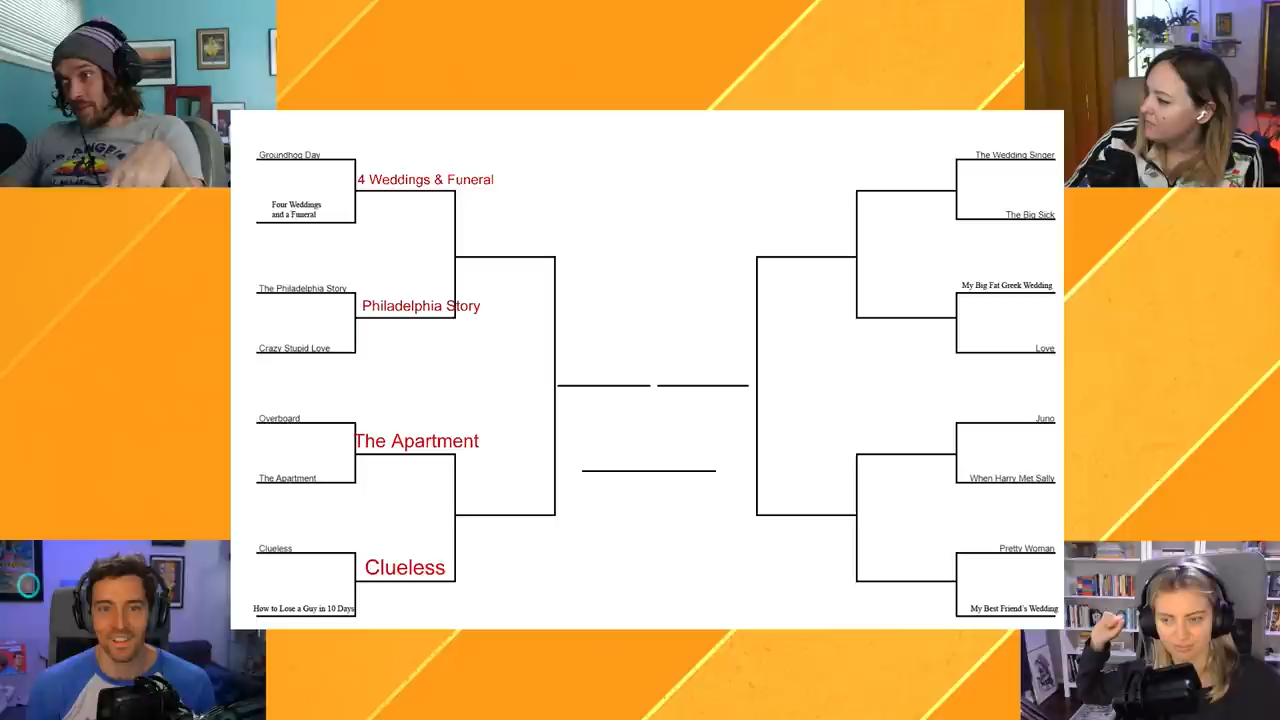 Groundhog Day
4 Weddings & Funeral
Four Weddings
and a Funeral
The Philadelphia Story
Philadelphia Story
Crazy Stupid Love
Overboard
The Apartment
The Apartment
Clueless
Clueless
How to Lose a Guy in 10 Days
The Wedding Singer
The Big Sick
My Big Fat Greek Wedding
Love
Juno
When Harry Met Sally
Pretty Woman
My Best Friend's Wedding